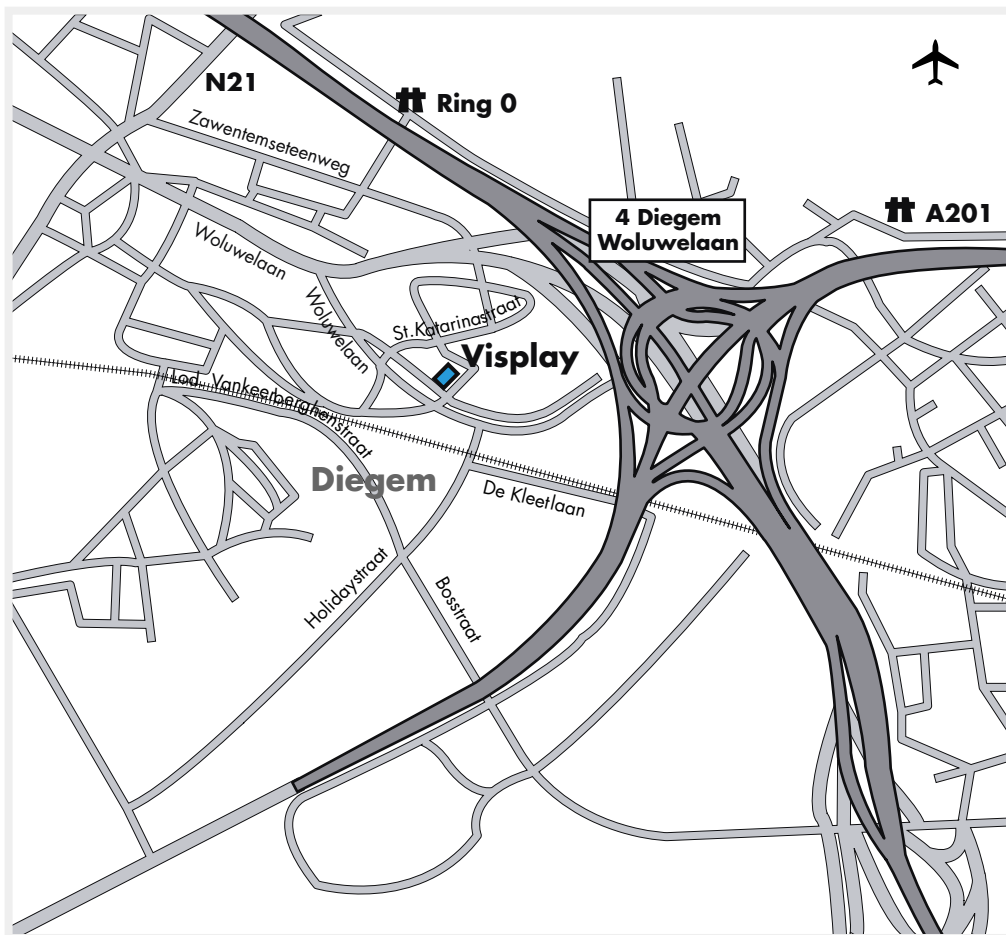 N21
Ring 0
Zawentemseteenweg
4 Diegem
Woluwelaan
A201
Woluwelaan
Woluwelaan
St.Katarinastraat
Visplay
Lod. Vankeerberghenstraat
Diegem
De Kleetlaan
Holidaystraat
Bosstraat